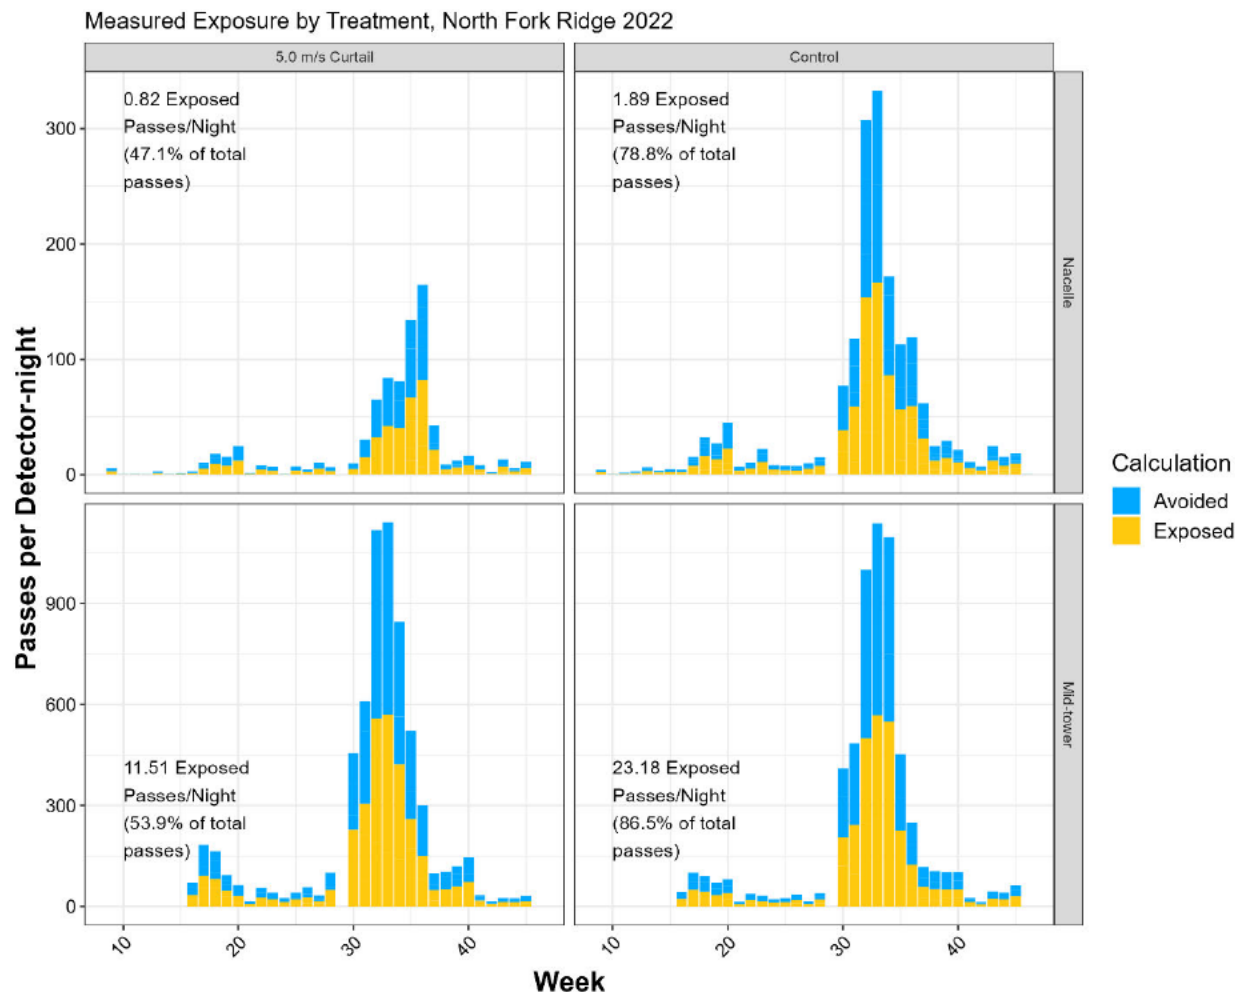 Measured Exposure by Treatment, North Fork Ridge 2022
5.0 m/s Curtail
Control
0.82 Exposed
Passes/Night
(47.1% of total
passes)
1.89 Exposed
Passes/Night
(78.8% of total
passes)
300
200
100
0
Nacelle
11.51 Exposed
Passes/Night
(53.9% of total
passes)
23.18 Exposed
Passes/Night
(86.5% of total
passes)
900
600
300
0
Mid-tower
Passes per Detector-night
10
20
30
40
10
20
30
40
Week
Calculation
Avoided
Exposed